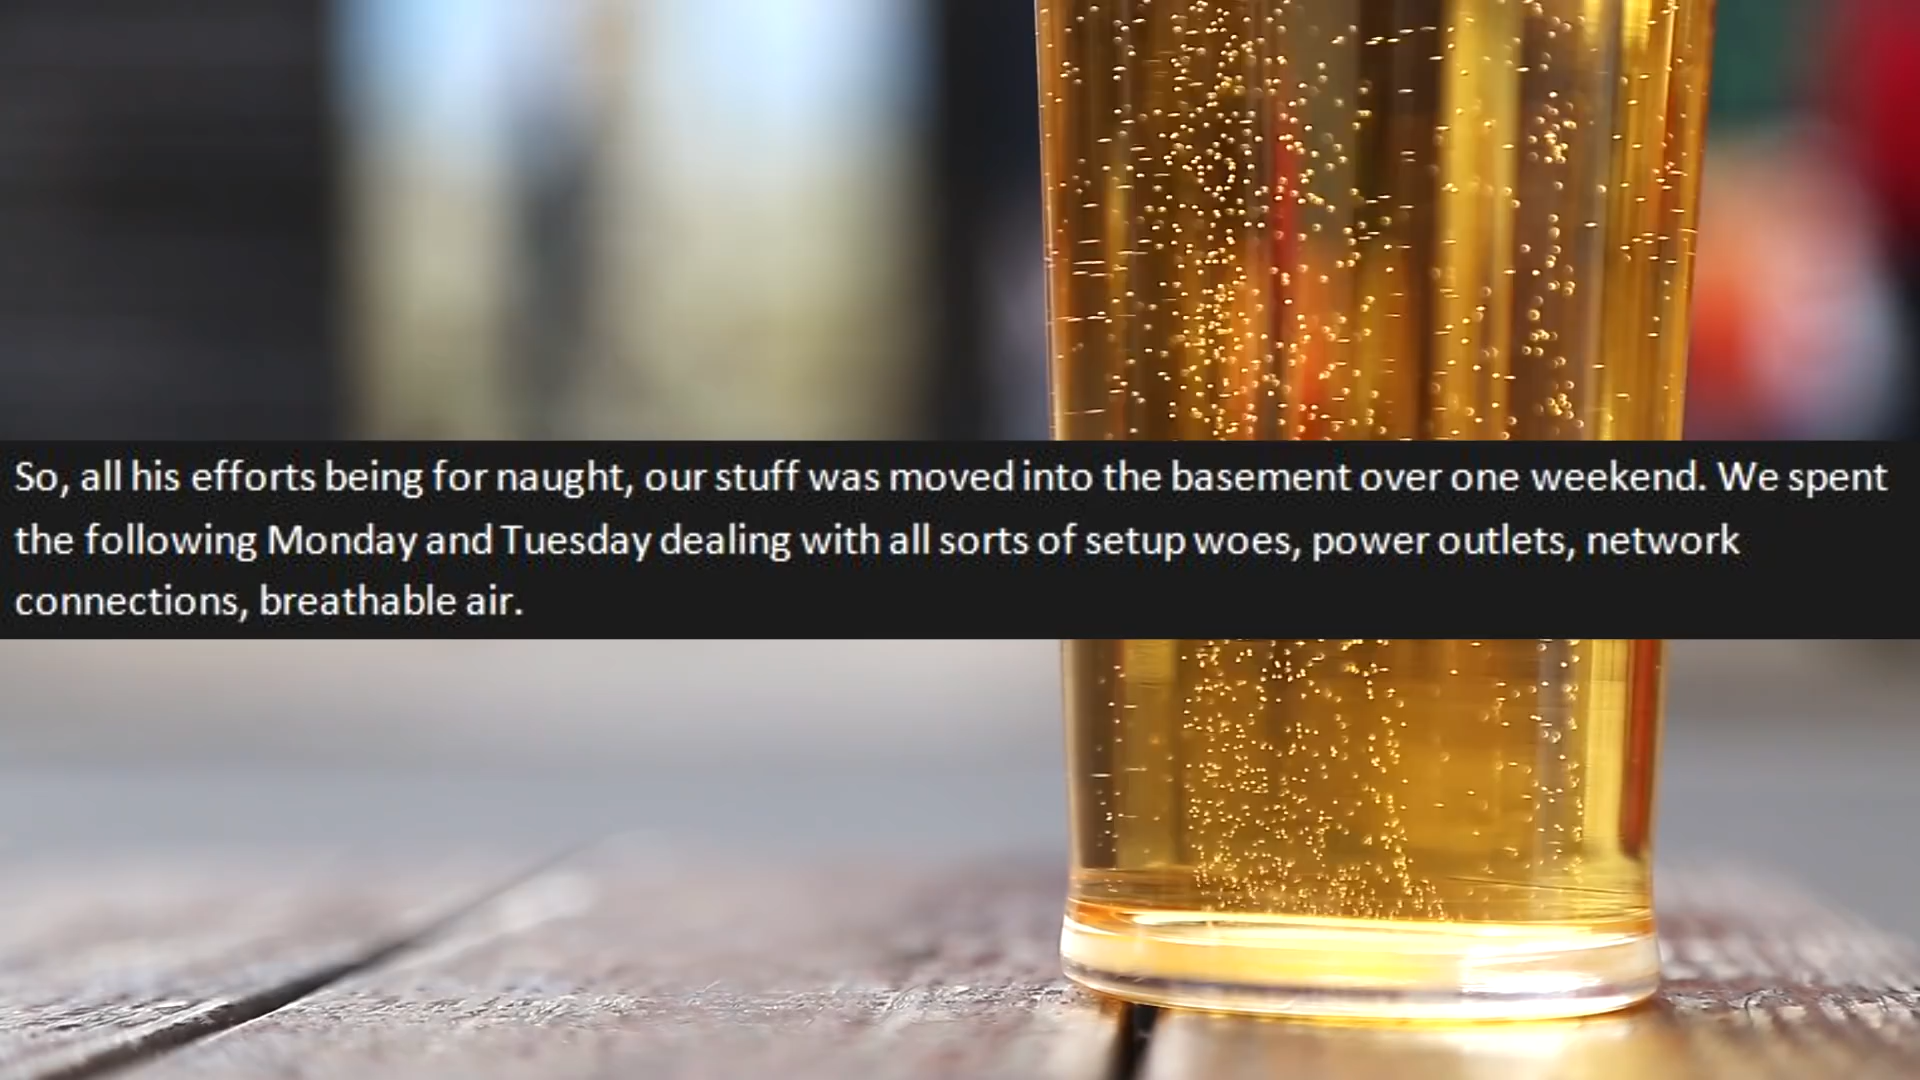 So, all his efforts being for naught, our stuff was moved into the basement over one weekend. We spent
the following Monday and Tuesday dealing with all sorts of setup woes, power outlets, network
connections, breathable air.